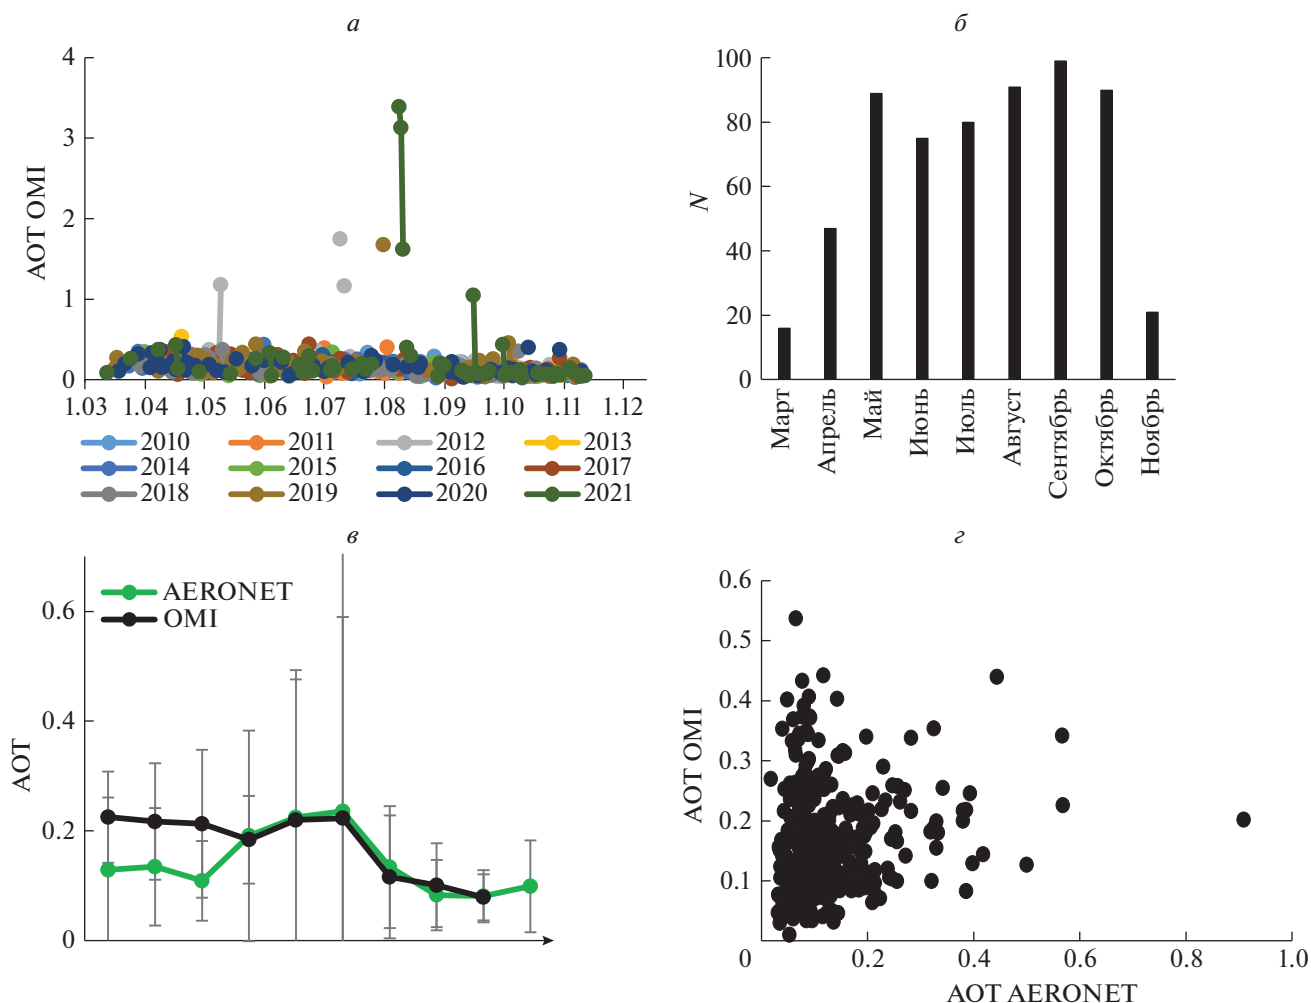 а
4
3
2
1
0
AOT OMI
1.03 1.04 1.05 1.06 1.07 1.08 1.09 1.10 1.11 1.12
2010 2011 2012 2013
2014 2015 2016 2017
2018 2019 2020 2021
б
100
80
60
40
20
0
N
Март
Апрель
Май
Июнь
Июль
Август
Сентябрь
Октябрь
Ноябрь
в
AERONET
OMI
0.6
0.4
0.2
0
AOT
г
0.6
0.5
0.4
0.3
0.2
0.1
AOT OMI
0 0.2 0.4 0.6 0.8 1.0
AOT AERONET